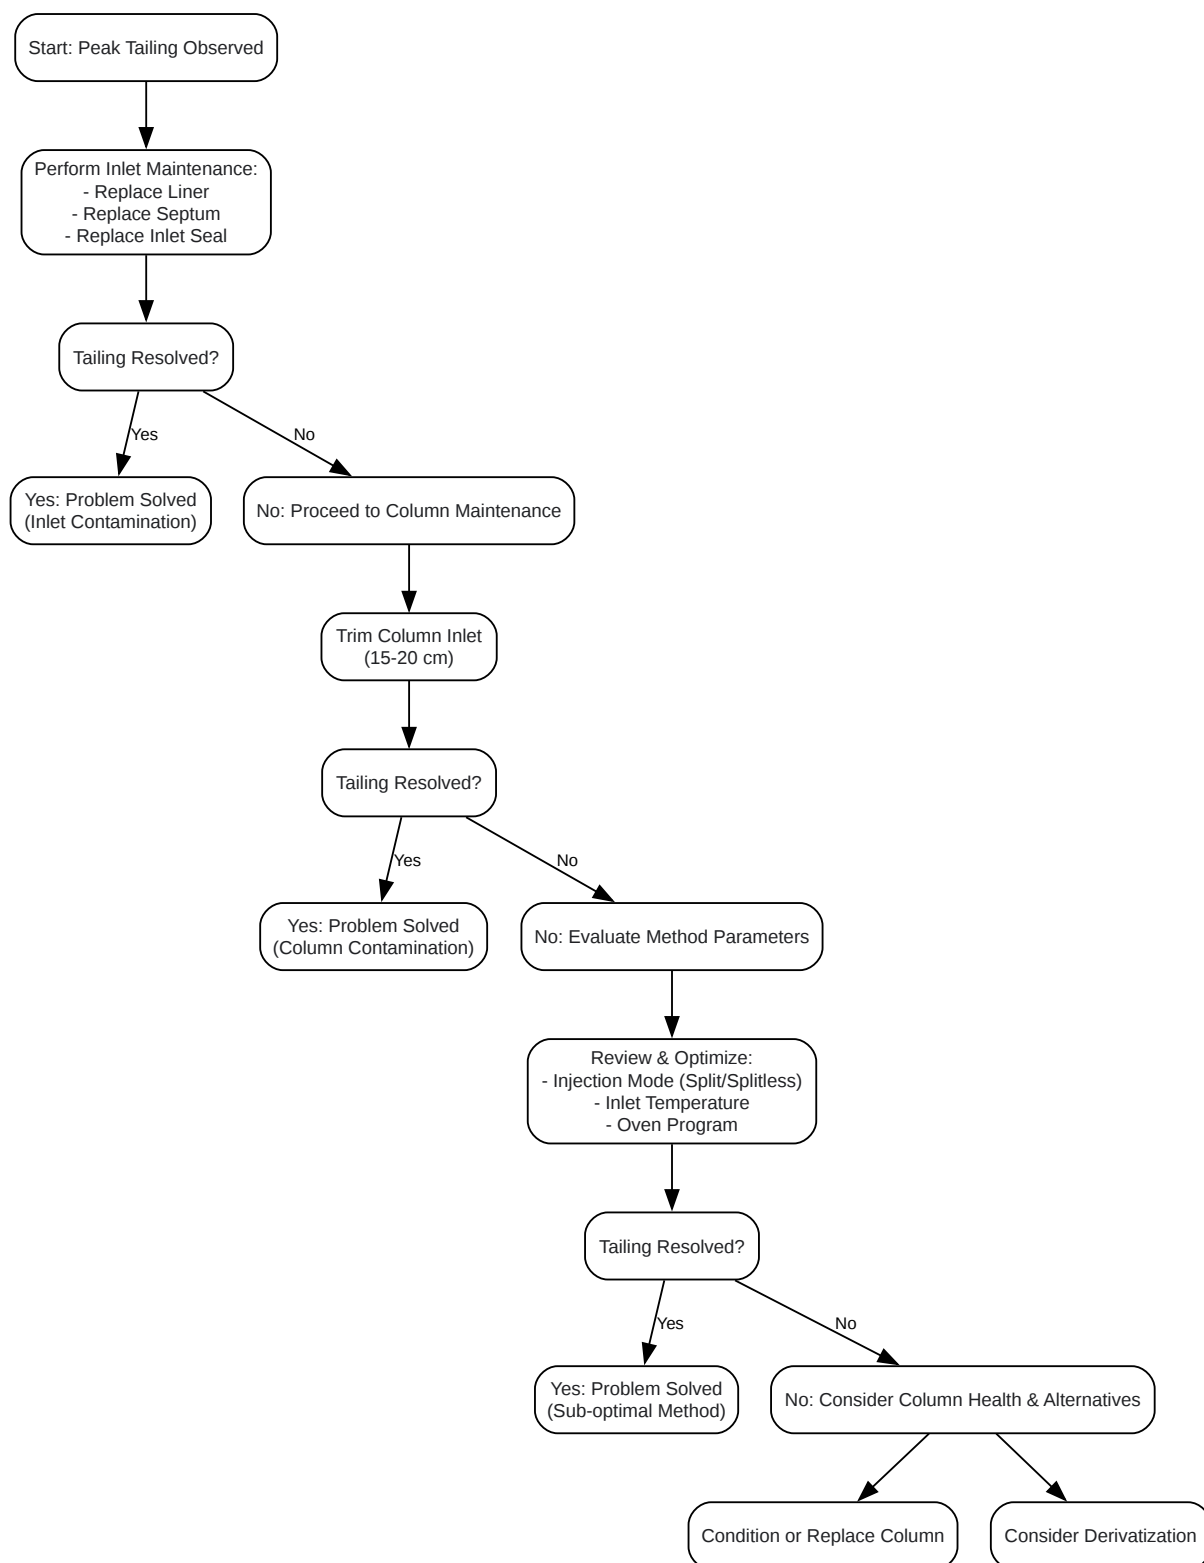 Start: Peak Tailing Observed
Perform Inlet Maintenance:
- Replace Liner
- Replace Septum
- Replace Inlet Seal
Tailing Resolved?
Yes
No
Yes: Problem Solved
(Inlet Contamination)
No: Proceed to Column Maintenance
Trim Column Inlet
(15-20 cm)
Tailing Resolved?
Yes
No
Yes: Problem Solved
(Column Contamination)
No: Evaluate Method Parameters
Review & Optimize:
- Injection Mode (Split/Splitless)
- Inlet Temperature
- Oven Program
Tailing Resolved?
Yes
No
Yes: Problem Solved
(Sub-optimal Method)
No: Consider Column Health & Alternatives
Condition or Replace Column
Consider Derivatization